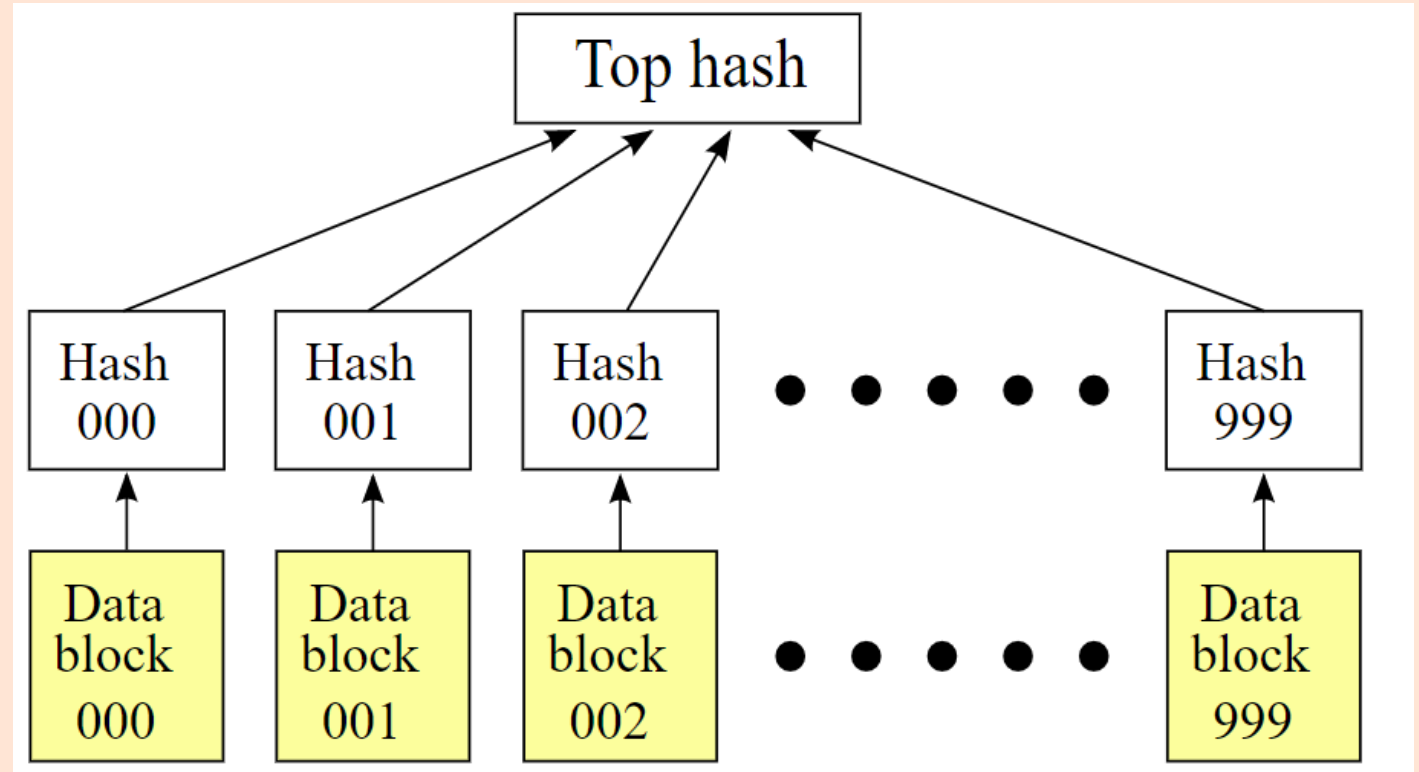 Top hash
Hash
000
Hash
001
Hash
002
Hash
999
Data
block
000
Data
block
001
Data
block
002
Data
block
999